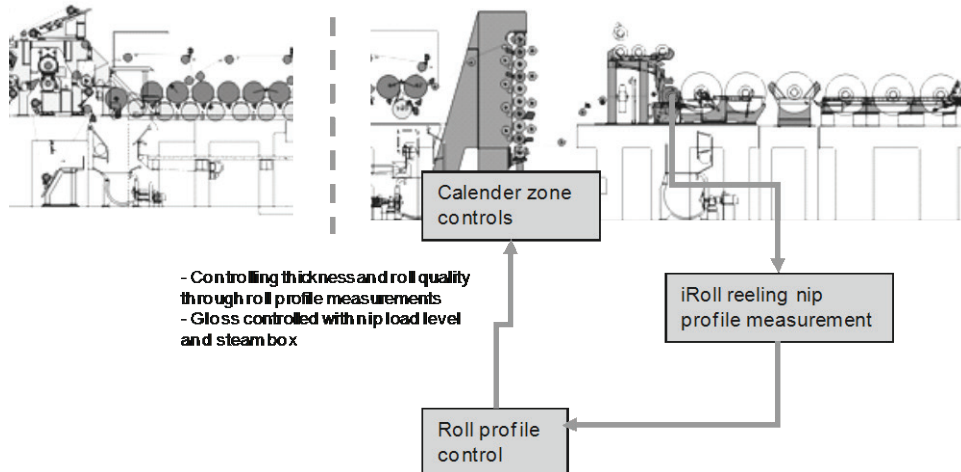 Calender zone
controls
- Controlling thickness and roll quality
through roll profile measurements
- Gloss controlled with nip load level
and steam box
iRoll reeling nip
profile measurement
Roll profile
control